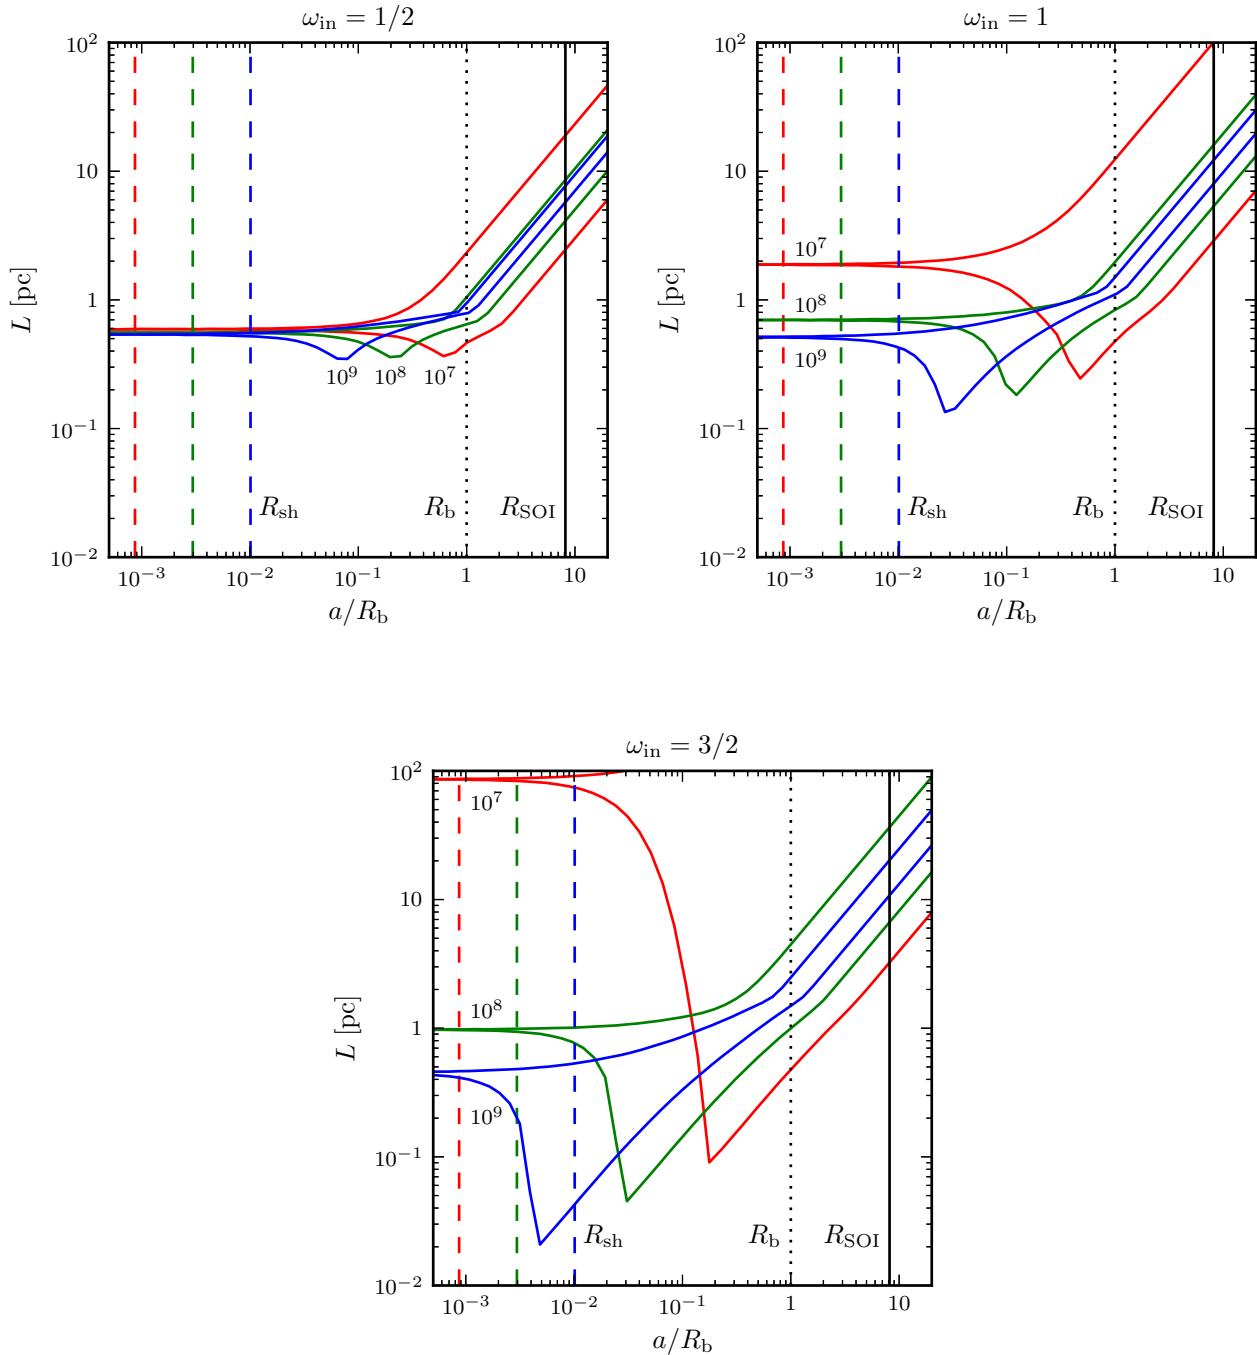 ω_in = 1/2
10^2
10
1
10^-1
10^-2
L [pc]
10^9 10^8 10^7
R_sh R_b R_SOI
10^-3 10^-2 10^-1 1 10
a/R_b
ω_in = 1
10^2
10
1
10^-1
10^-2
L [pc]
10^7
10^8
10^9
R_sh R_b R_SOI
10^-3 10^-2 10^-1 1 10
a/R_b
ω_in = 3/2
10^2
10
1
10^-1
10^-2
L [pc]
10^7
10^8
10^9
R_sh R_b R_SOI
10^-3 10^-2 10^-1 1 10
a/R_b